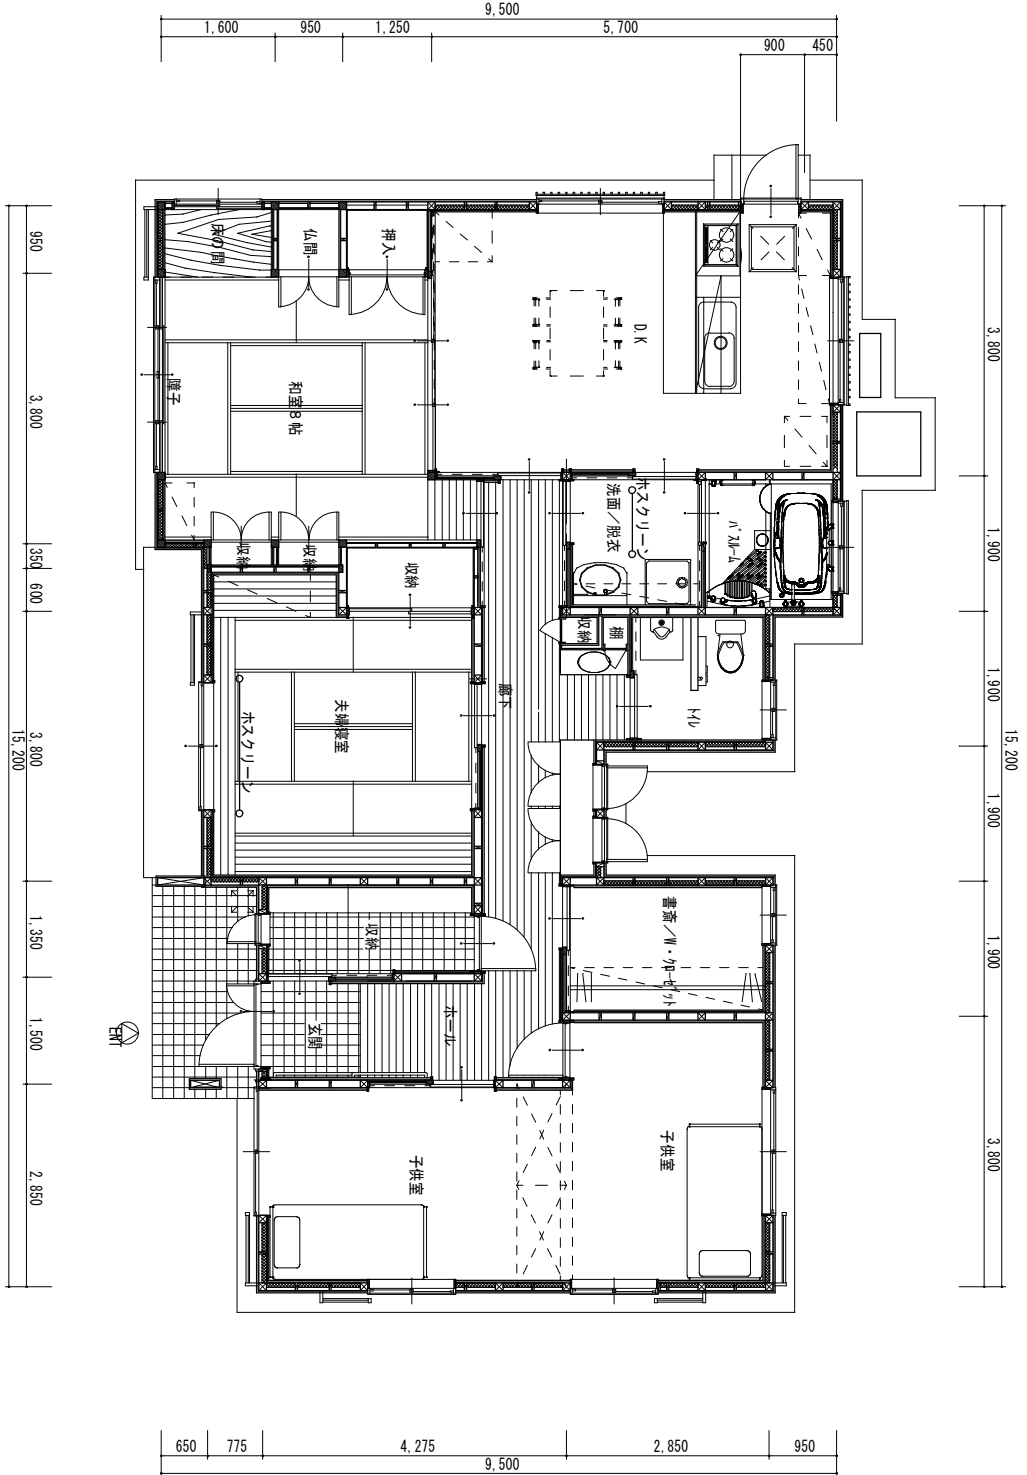 9,500
1,600
950
1,250
5,700
900
450
床の間
仏間
押入
D.K
950
3,800
350
600
3,800
15,200
1,350
1,500
2,850
障子
和室8帖
ホスクリーン
洗面／脱衣
バスルーム
収納
収納
収納
収納
棚
トイレ
廊下
夫婦寝室
ホスクリーン
収納
書斎／W・クローゼット
玄関
ホール
ENT
子供室
子供室
3,800
1,900
1,900
15,200
1,900
1,900
3,800
650
775
4,275
2,850
950
9,500